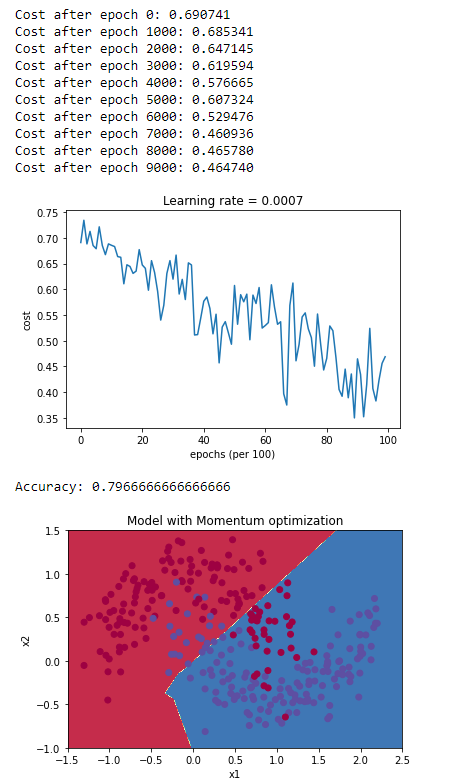 Cost after epoch 0: 0.690741
Cost after epoch 1000: 0.685341
Cost after epoch 2000: 0.647145
Cost after epoch 3000: 0.619594
Cost after epoch 4000: 0.576665
Cost after epoch 5000: 0.607324
Cost after epoch 6000: 0.529476
Cost after epoch 7000: 0.460936
Cost after epoch 8000: 0.465780
Cost after epoch 9000: 0.464740
Learning rate = 0.0007
0.75
0.70
0.65
0.60
0.55
0.50
0.45
0.40
0.35
cost
0 20 40 60 80 100
epochs (per 100)
Accuracy: 0.7966666666666666
Model with Momentum optimization
1.5
1.0
0.5
0.0
−0.5
−1.0
x2
−1.5 −1.0 −0.5 0.0 0.5 1.0 1.5 2.0 2.5
x1